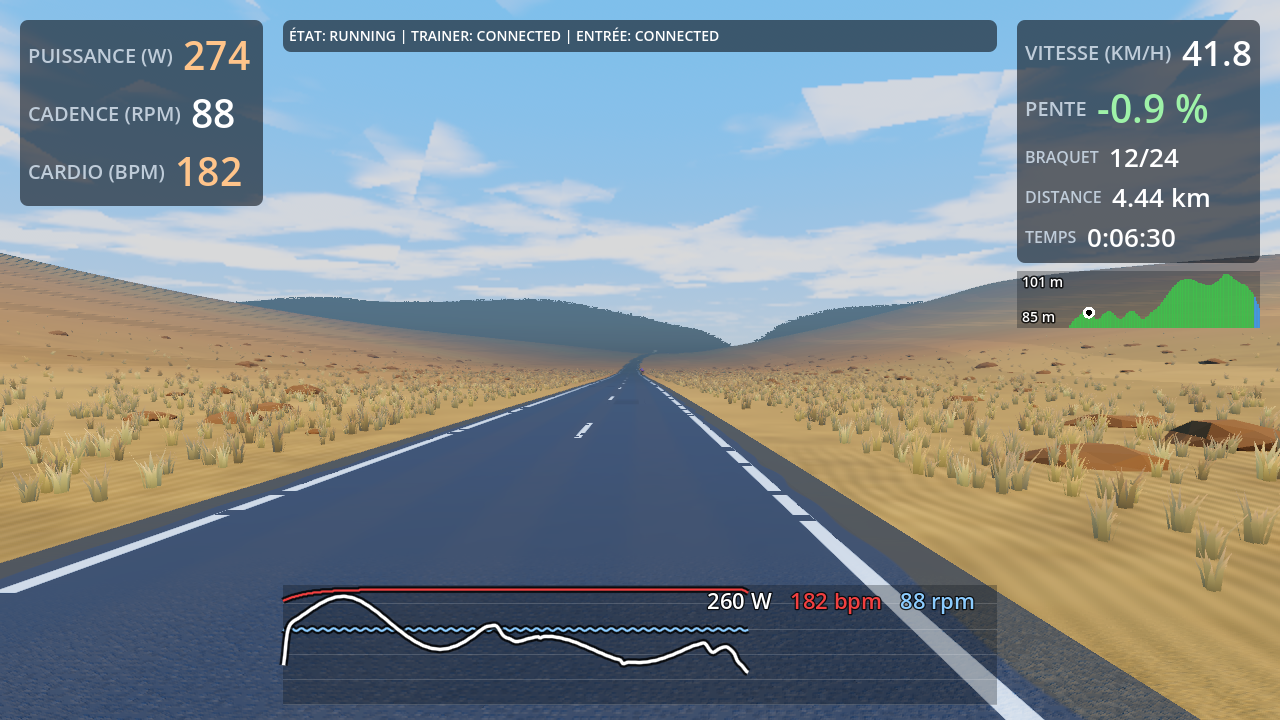 PUISSANCE (W) 274
CADENCE (RPM) 88
CARDIO (BPM) 182
ÉTAT: RUNNING | TRAINER: CONNECTED | ENTRÉE: CONNECTED
VITESSE (KM/H) 41.8
PENTE -0.9 %
BRAQUET 12/24
DISTANCE 4.44 km
TEMPS 0:06:30
101 m
85 m
260 W 182 bpm 88 rpm